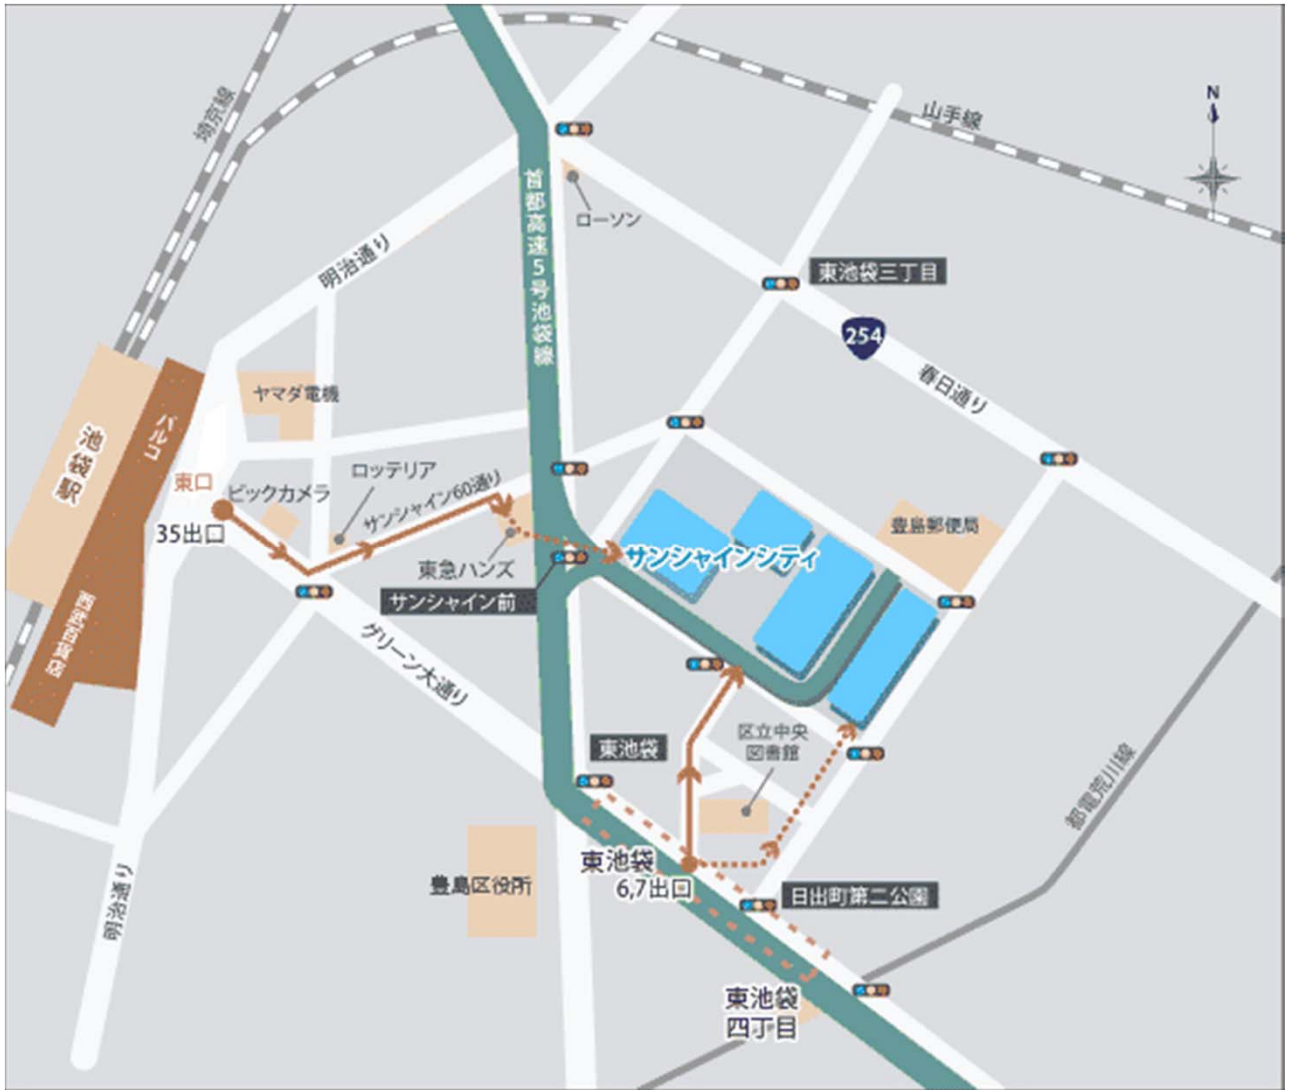 N
埼京線
山手線
ローソン
首都高速5号池袋線
明治通り
東池袋三丁目
254
春日通り
ヤマダ電機
パルコ
池袋駅
東口
ビックカメラ
ロッテリア
サンシャイン60通り
35出口
豊島郵便局
サンシャインシティ
東急ハンズ
サンシャイン前
西武百貨店
グリーン大通り
東池袋
区立中央
図書館
都電荒川線
東池袋
6,7出口
豊島区役所
日出町第二公園
明治通り
東池袋
四丁目